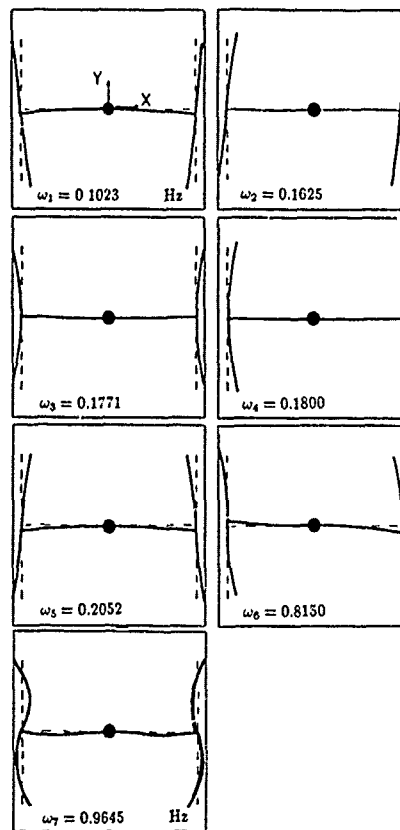 Y
X
ω₁ = 0 1023 Hz
ω₂ = 0.1625
ω₃ = 0.1771
ω₄ = 0.1800
ω₅ = 0.2052
ω₆ = 0.8130
ω₇ = 0.9645 Hz